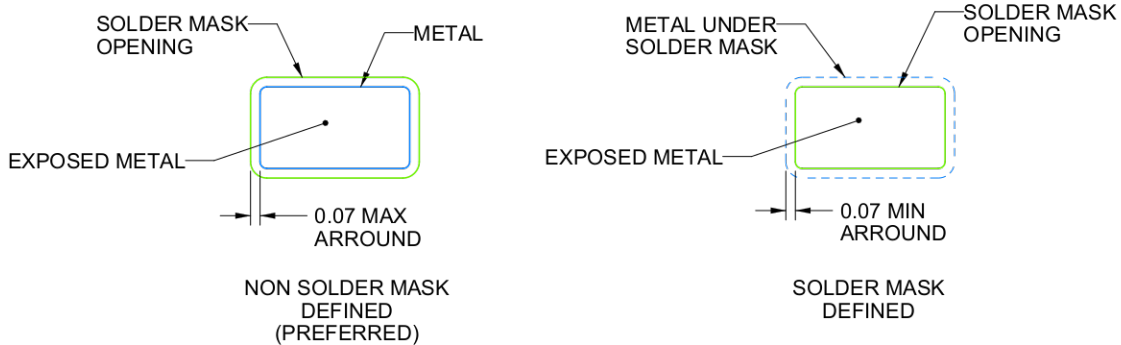 SOLDER MASK
OPENING
METAL
EXPOSED METAL
0.07 MAX
ARROUND
NON SOLDER MASK
DEFINED
(PREFERRED)
METAL UNDER
SOLDER MASK
SOLDER MASK
OPENING
EXPOSED METAL
0.07 MIN
ARROUND
SOLDER MASK
DEFINED